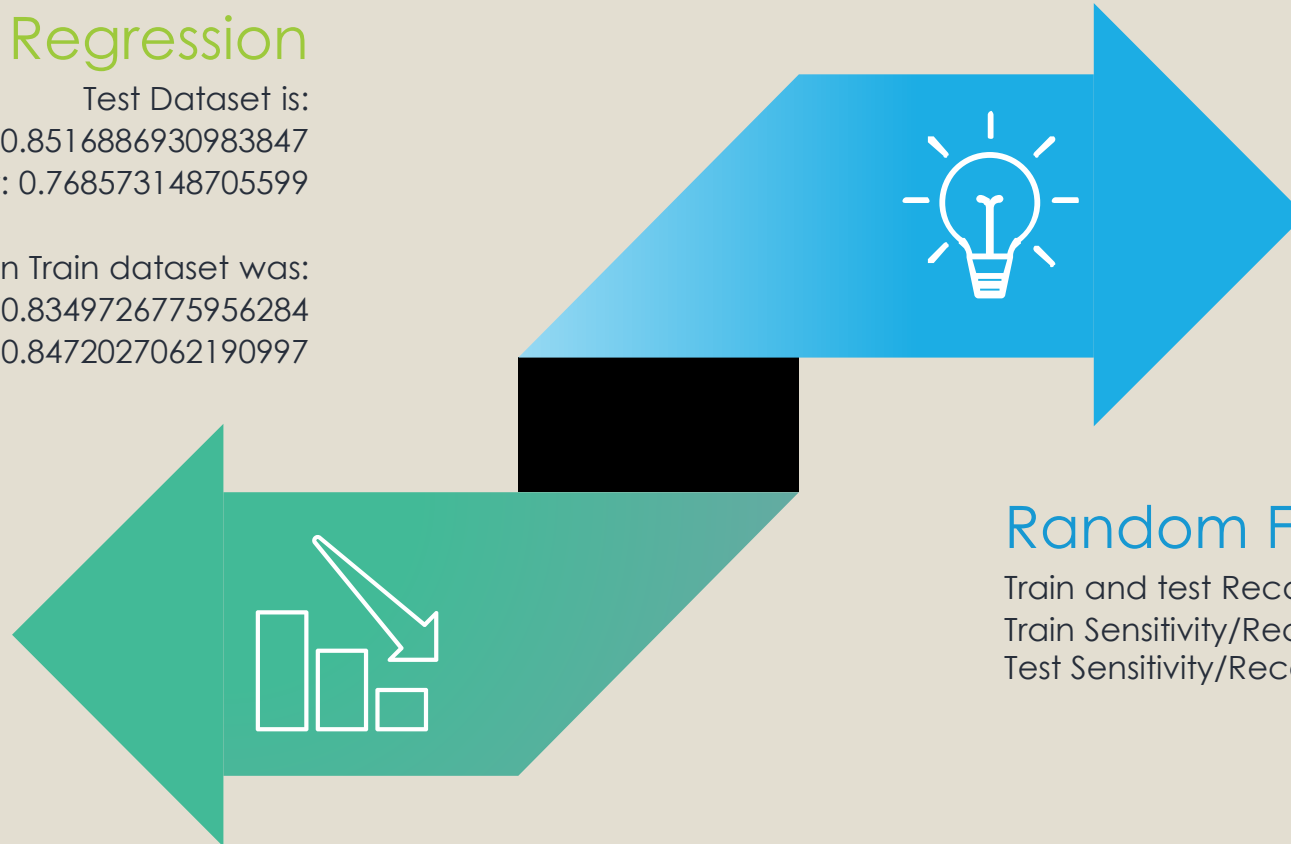 Regression
Test Dataset is:
0.8516886930983847
: 0.768573148705599
n Train dataset was:
0.8349726775956284
0.8472027062190997
Random F
Train and test Reca
Train Sensitivity/Rec
Test Sensitivity/Reca